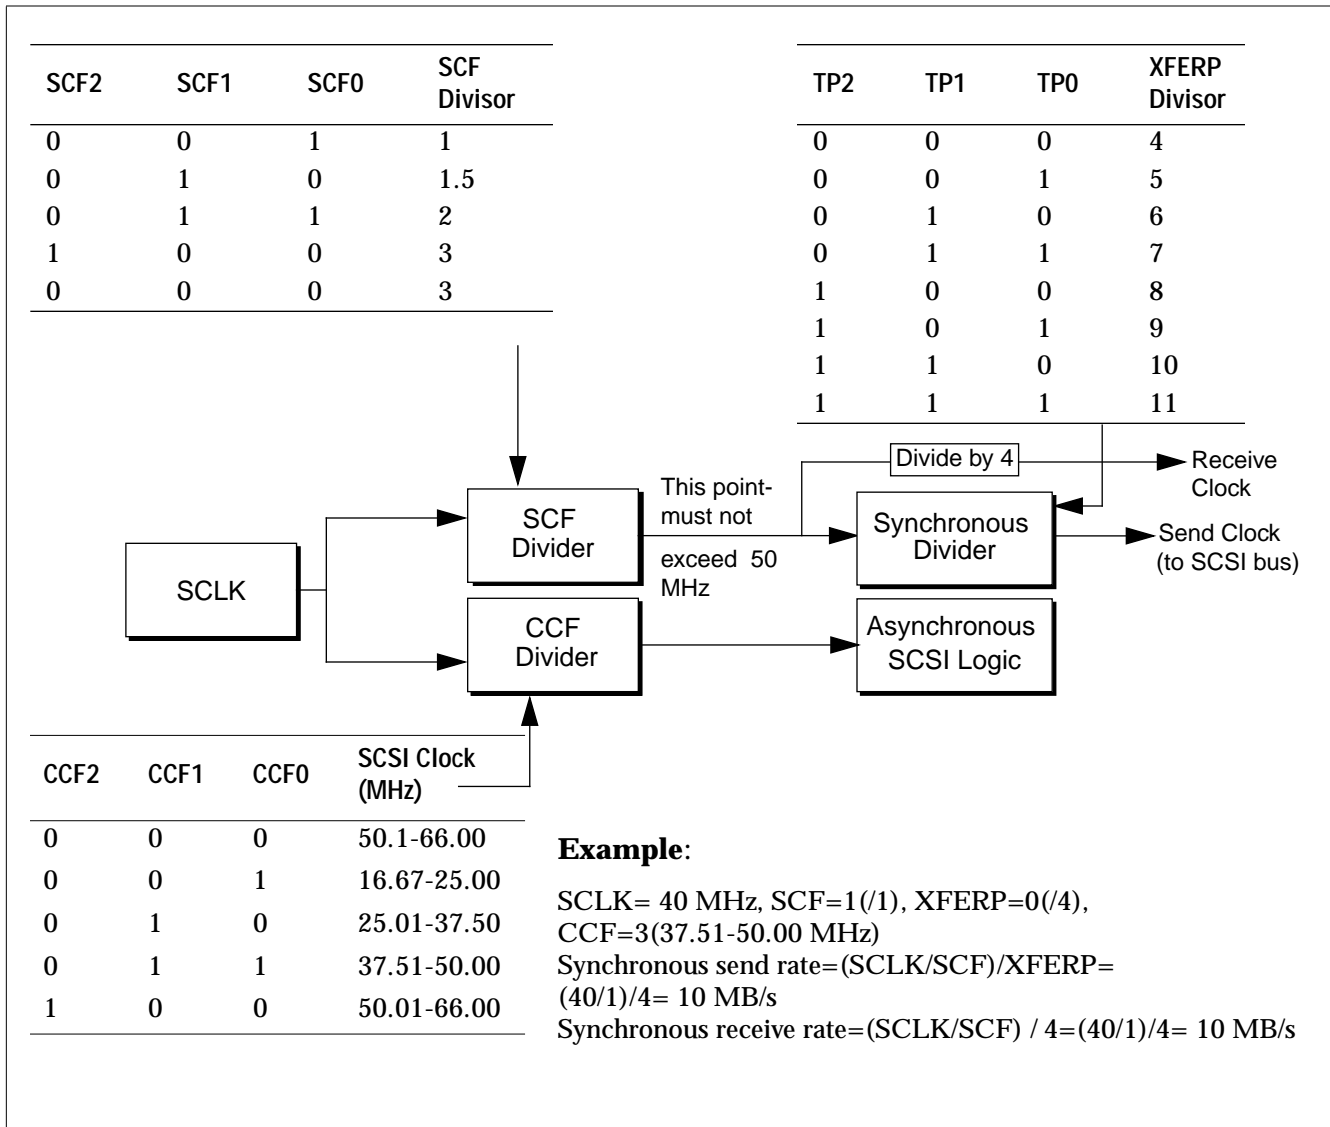 SCF2 SCF1 SCF0 SCF Divisor
0 0 1 1
0 1 0 1.5
0 1 1 2
1 0 0 3
0 0 0 3
TP2 TP1 TP0 XFERP Divisor
0 0 0 4
0 0 1 5
0 1 0 6
0 1 1 7
1 0 0 8
1 0 1 9
1 1 0 10
1 1 1 11
Divide by 4
Receive
Clock
This point-
must not
exceed 50
MHz
SCF
Divider
Synchronous
Divider
Send Clock
(to SCSI bus)
SCLK
CCF
Divider
Asynchronous
SCSI Logic
CCF2 CCF1 CCF0 SCSI Clock (MHz)
0 0 0 50.1-66.00
0 0 1 16.67-25.00
0 1 0 25.01-37.50
0 1 1 37.51-50.00
1 0 0 50.01-66.00
Example:
SCLK= 40 MHz, SCF=1(/1), XFERP=0(/4),
CCF=3(37.51-50.00 MHz)
Synchronous send rate=(SCLK/SCF)/XFERP=
(40/1)/4= 10 MB/s
Synchronous receive rate=(SCLK/SCF) / 4=(40/1)/4= 10 MB/s